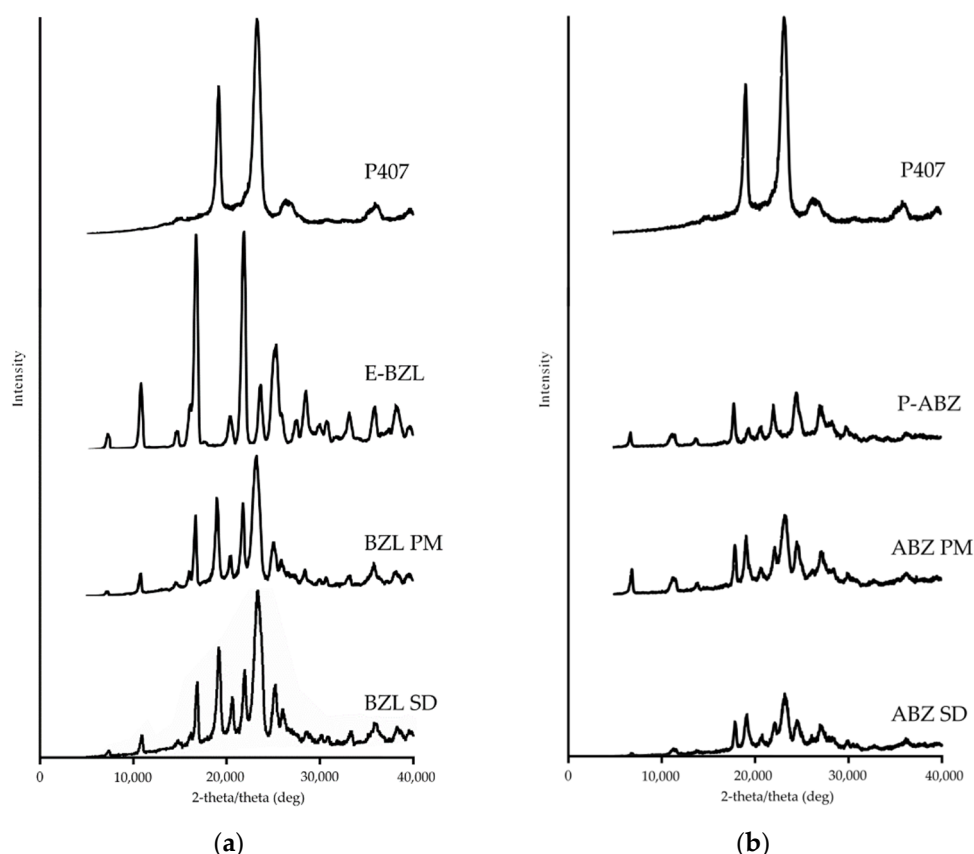 P407
E-BZL
BZL PM
BZL SD
Intensity
0 10,000 20,000 30,000 40,000
2-theta/theta (deg)
(a)
P407
P-ABZ
ABZ PM
ABZ SD
Intensity
0 10,000 20,000 30,000 40,000
2-theta/theta (deg)
(b)